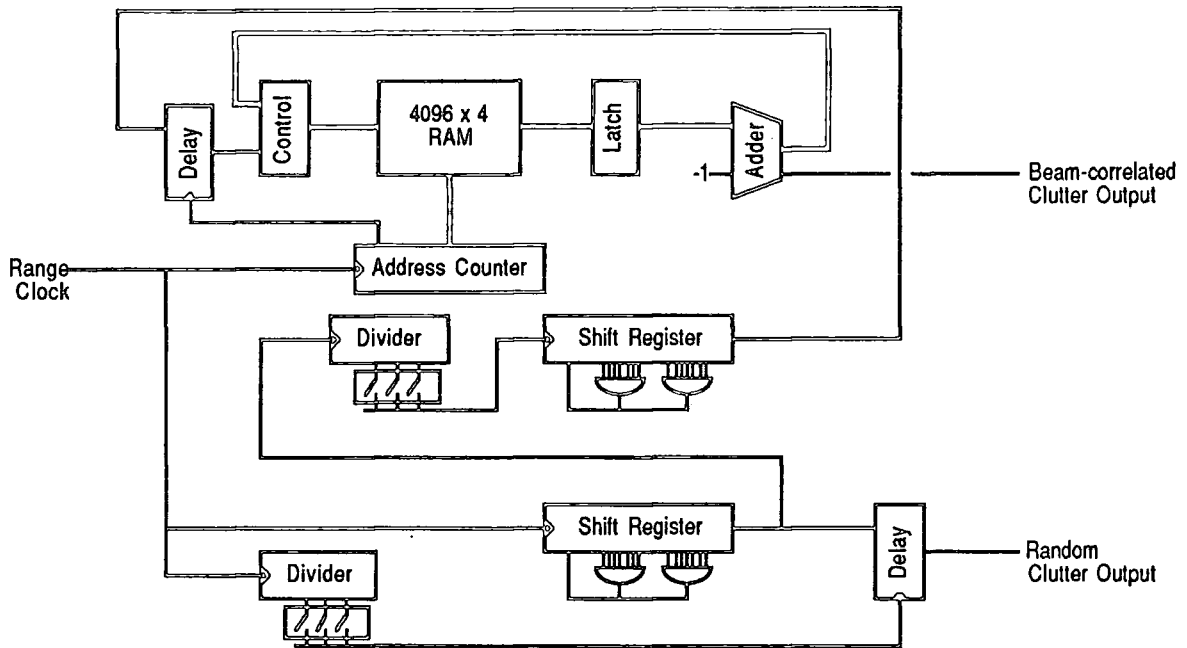 4096 x 4
RAM
Control
Latch
Delay
Adder
-1
Beam-correlated
Clutter Output
Range
Clock
Address Counter
Divider
Shift Register
Shift Register
Delay
Random
Clutter Output
Divider